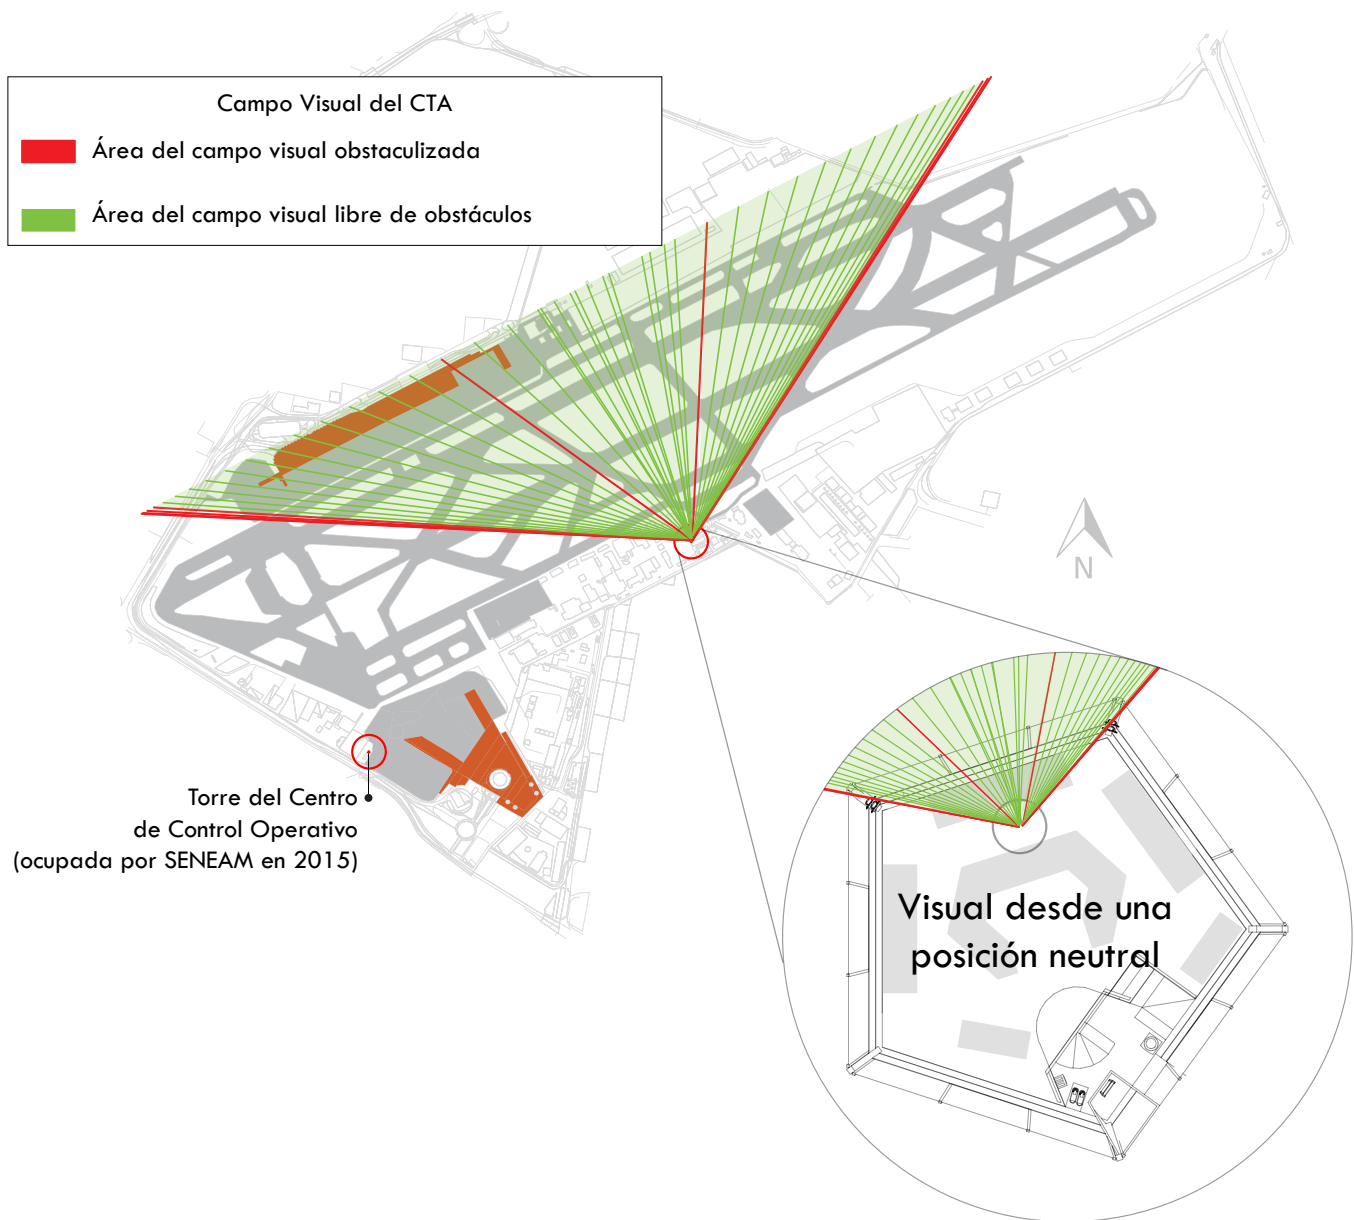 Campo Visual del CTA
Área del campo visual obstaculizada
Área del campo visual libre de obstáculos
N
Torre del Centro
de Control Operativo
(ocupada por SENEAM en 2015)
Visual desde una
posición neutral